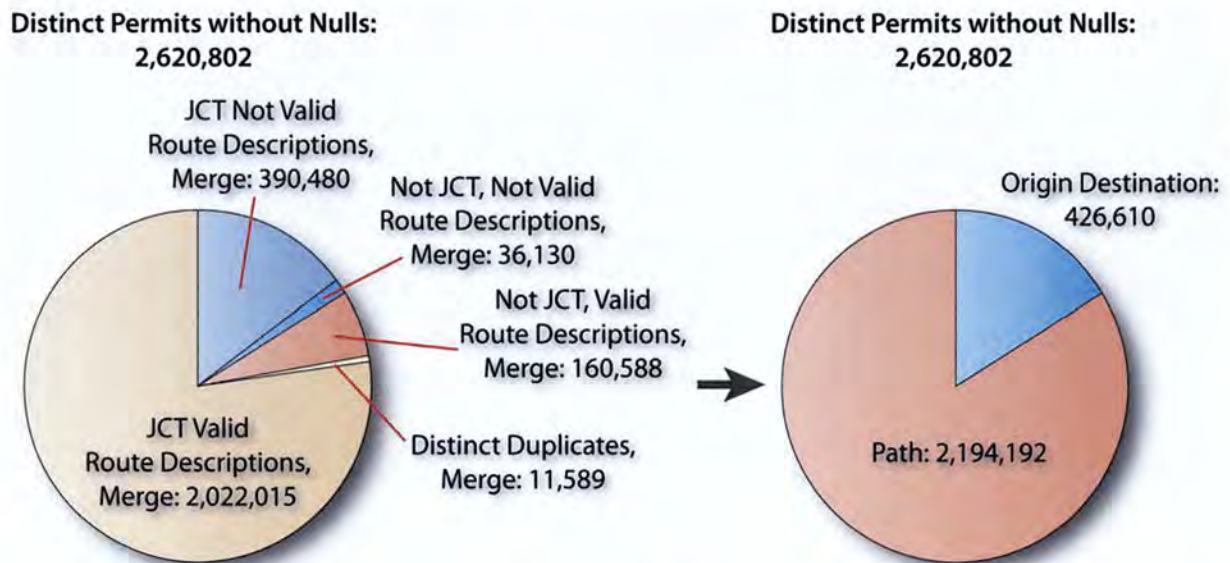 Distinct Permits without Nulls:
2,620,802
JCT Not Valid
Route Descriptions,
Merge: 390,480
Not JCT, Not Valid
Route Descriptions,
Merge: 36,130
Not JCT, Valid
Route Descriptions,
Merge: 160,588
Distinct Duplicates,
Merge: 11,589
JCT Valid
Route Descriptions,
Merge: 2,022,015
Distinct Permits without Nulls:
2,620,802
Origin Destination:
426,610
Path: 2,194,192